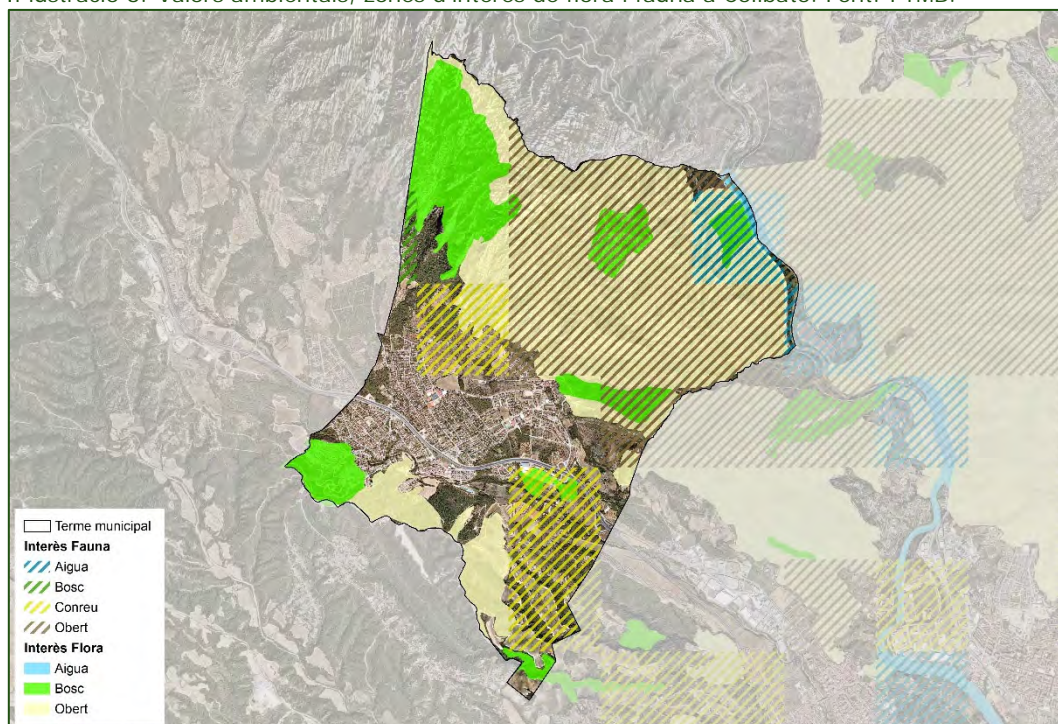 Il·lustració 5. Valors ambientals, zones d'interès de flora i fauna a Collbató. Font: PTMB.
Terme municipal
Interès Fauna
Aigua
Bosc
Conreu
Obert
Interès Flora
Aigua
Bosc
Obert